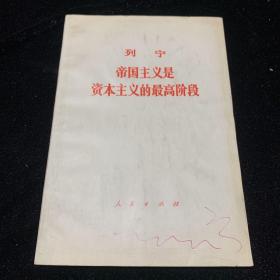 列宁
帝国主义是
资本主义的最高阶段
人民出版社